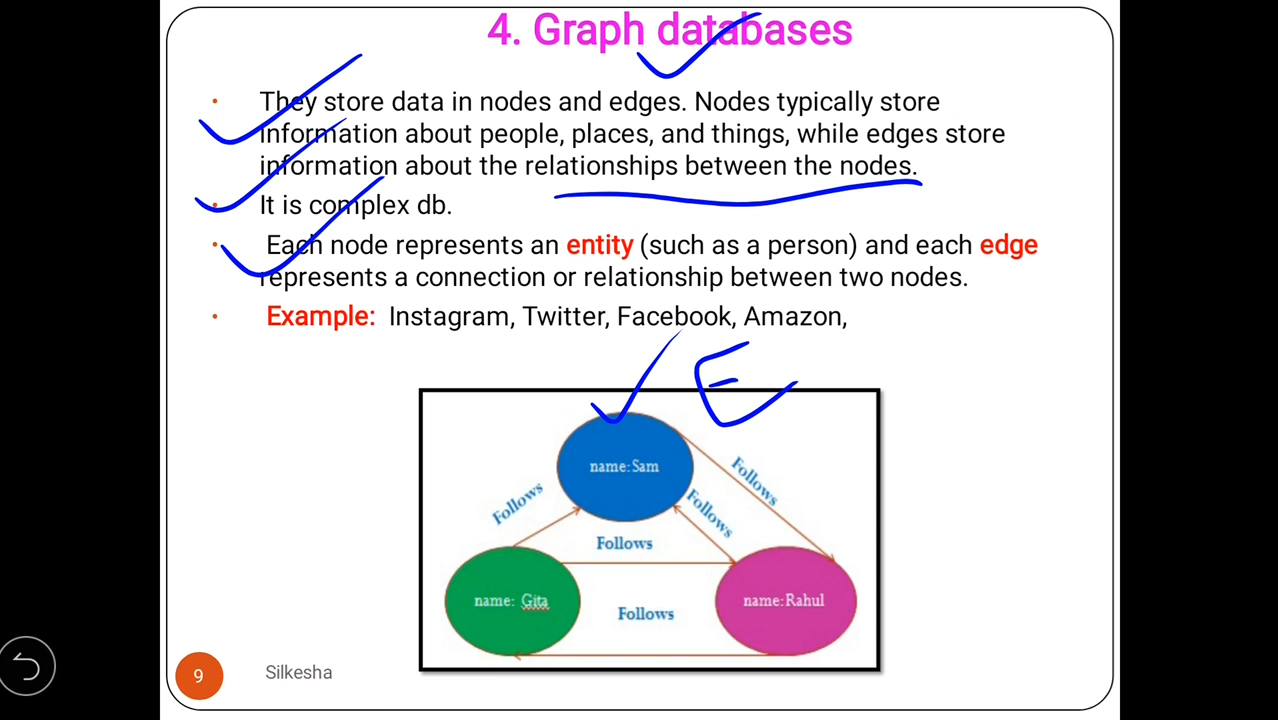 4. Graph databases
• They store data in nodes and edges. Nodes typically store
information about people, places, and things, while edges store
information about the relationships between the nodes.
• It is complex db.
• Each node represents an entity (such as a person) and each edge
represents a connection or relationship between two nodes.
• Example: Instagram, Twitter, Facebook, Amazon,
E
name: Sam
Follows
Follows
Follows
Follows
name: Gita
name: Rahul
Follows
9
Silkesha